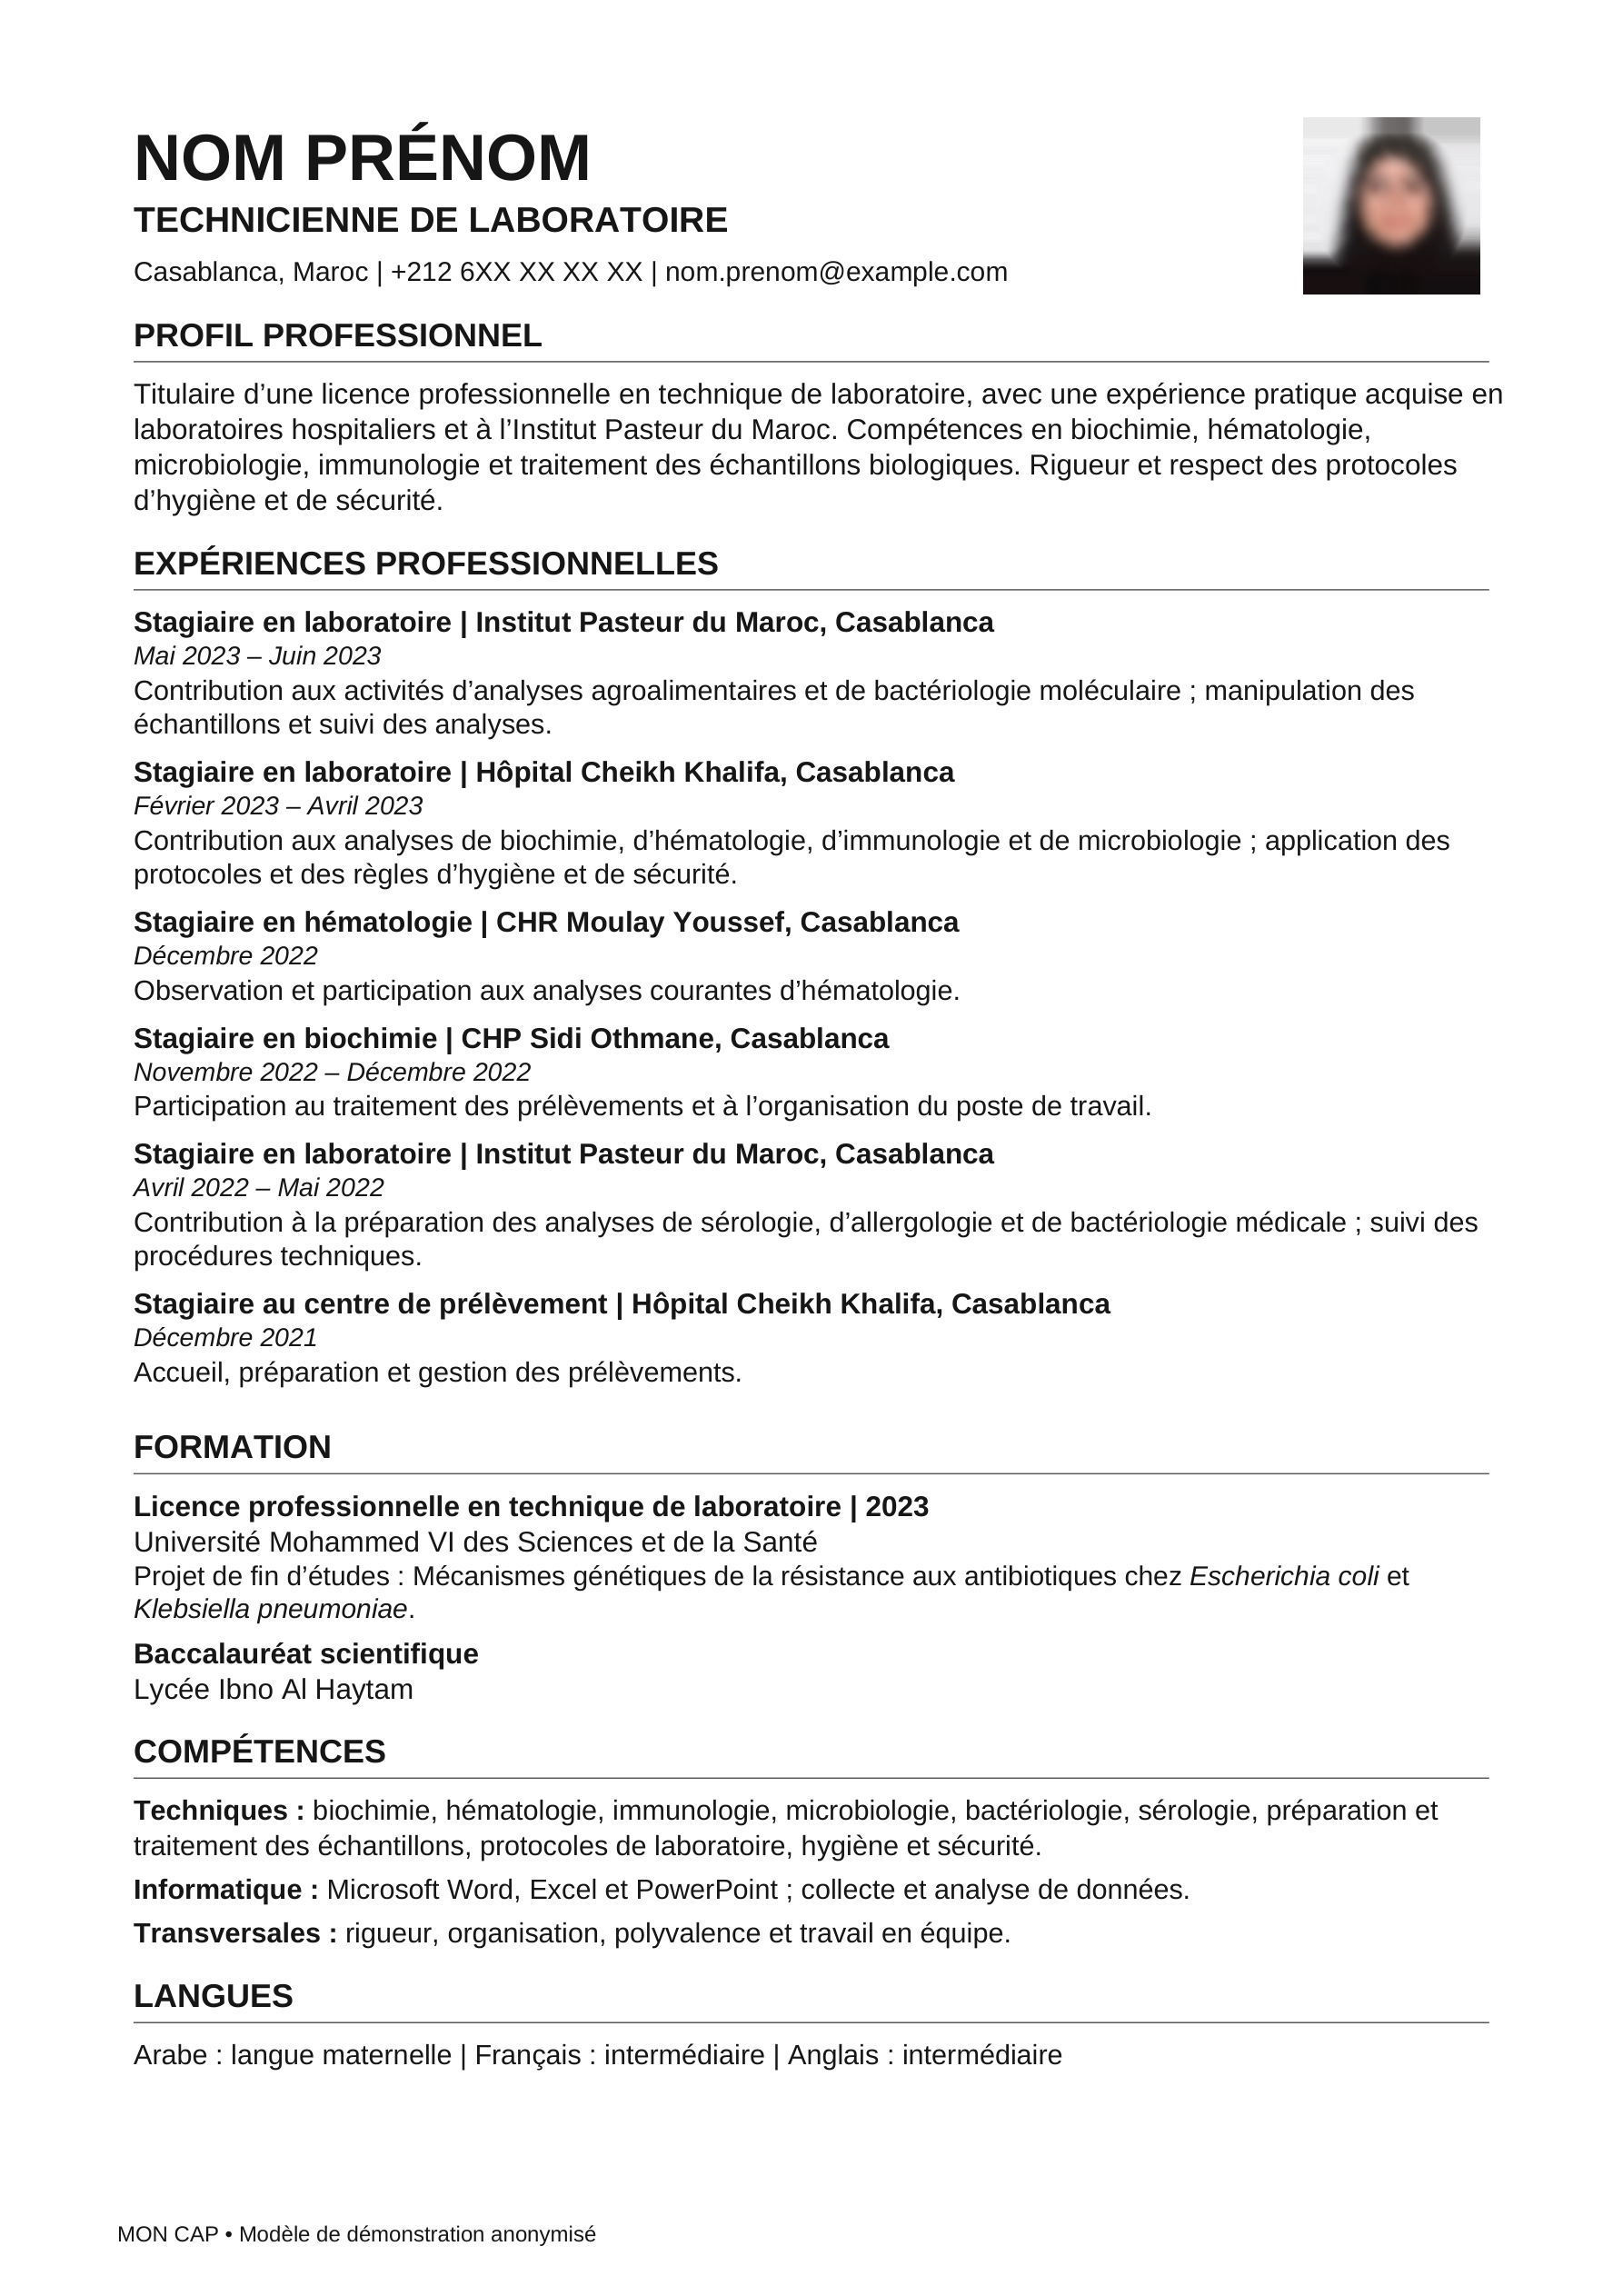 NOM PRÉNOM
TECHNICIENNE DE LABORATOIRE
Casablanca, Maroc | +212 6XX XX XX XX | nom.prenom@example.com
PROFIL PROFESSIONNEL
Titulaire d’une licence professionnelle en technique de laboratoire, avec une expérience pratique acquise en
laboratoires hospitaliers et à l’Institut Pasteur du Maroc. Compétences en biochimie, hématologie,
microbiologie, immunologie et traitement des échantillons biologiques. Rigueur et respect des protocoles
d’hygiène et de sécurité.
EXPÉRIENCES PROFESSIONNELLES
Stagiaire en laboratoire | Institut Pasteur du Maroc, Casablanca
Mai 2023 – Juin 2023
Contribution aux activités d’analyses agroalimentaires et de bactériologie moléculaire ; manipulation des
échantillons et suivi des analyses.
Stagiaire en laboratoire | Hôpital Cheikh Khalifa, Casablanca
Février 2023 – Avril 2023
Contribution aux analyses de biochimie, d’hématologie, d’immunologie et de microbiologie ; application des
protocoles et des règles d’hygiène et de sécurité.
Stagiaire en hématologie | CHR Moulay Youssef, Casablanca
Décembre 2022
Observation et participation aux analyses courantes d’hématologie.
Stagiaire en biochimie | CHP Sidi Othmane, Casablanca
Novembre 2022 – Décembre 2022
Participation au traitement des prélèvements et à l’organisation du poste de travail.
Stagiaire en laboratoire | Institut Pasteur du Maroc, Casablanca
Avril 2022 – Mai 2022
Contribution à la préparation des analyses de sérologie, d’allergologie et de bactériologie médicale ; suivi des
procédures techniques.
Stagiaire au centre de prélèvement | Hôpital Cheikh Khalifa, Casablanca
Décembre 2021
Accueil, préparation et gestion des prélèvements.
FORMATION
Licence professionnelle en technique de laboratoire | 2023
Université Mohammed VI des Sciences et de la Santé
Projet de fin d’études : Mécanismes génétiques de la résistance aux antibiotiques chez Escherichia coli et
Klebsiella pneumoniae.
Baccalauréat scientifique
Lycée Ibno Al Haytam
COMPÉTENCES
Techniques : biochimie, hématologie, immunologie, microbiologie, bactériologie, sérologie, préparation et
traitement des échantillons, protocoles de laboratoire, hygiène et sécurité.
Informatique : Microsoft Word, Excel et PowerPoint ; collecte et analyse de données.
Transversales : rigueur, organisation, polyvalence et travail en équipe.
LANGUES
Arabe : langue maternelle | Français : intermédiaire | Anglais : intermédiaire
MON CAP • Modèle de démonstration anonymisé